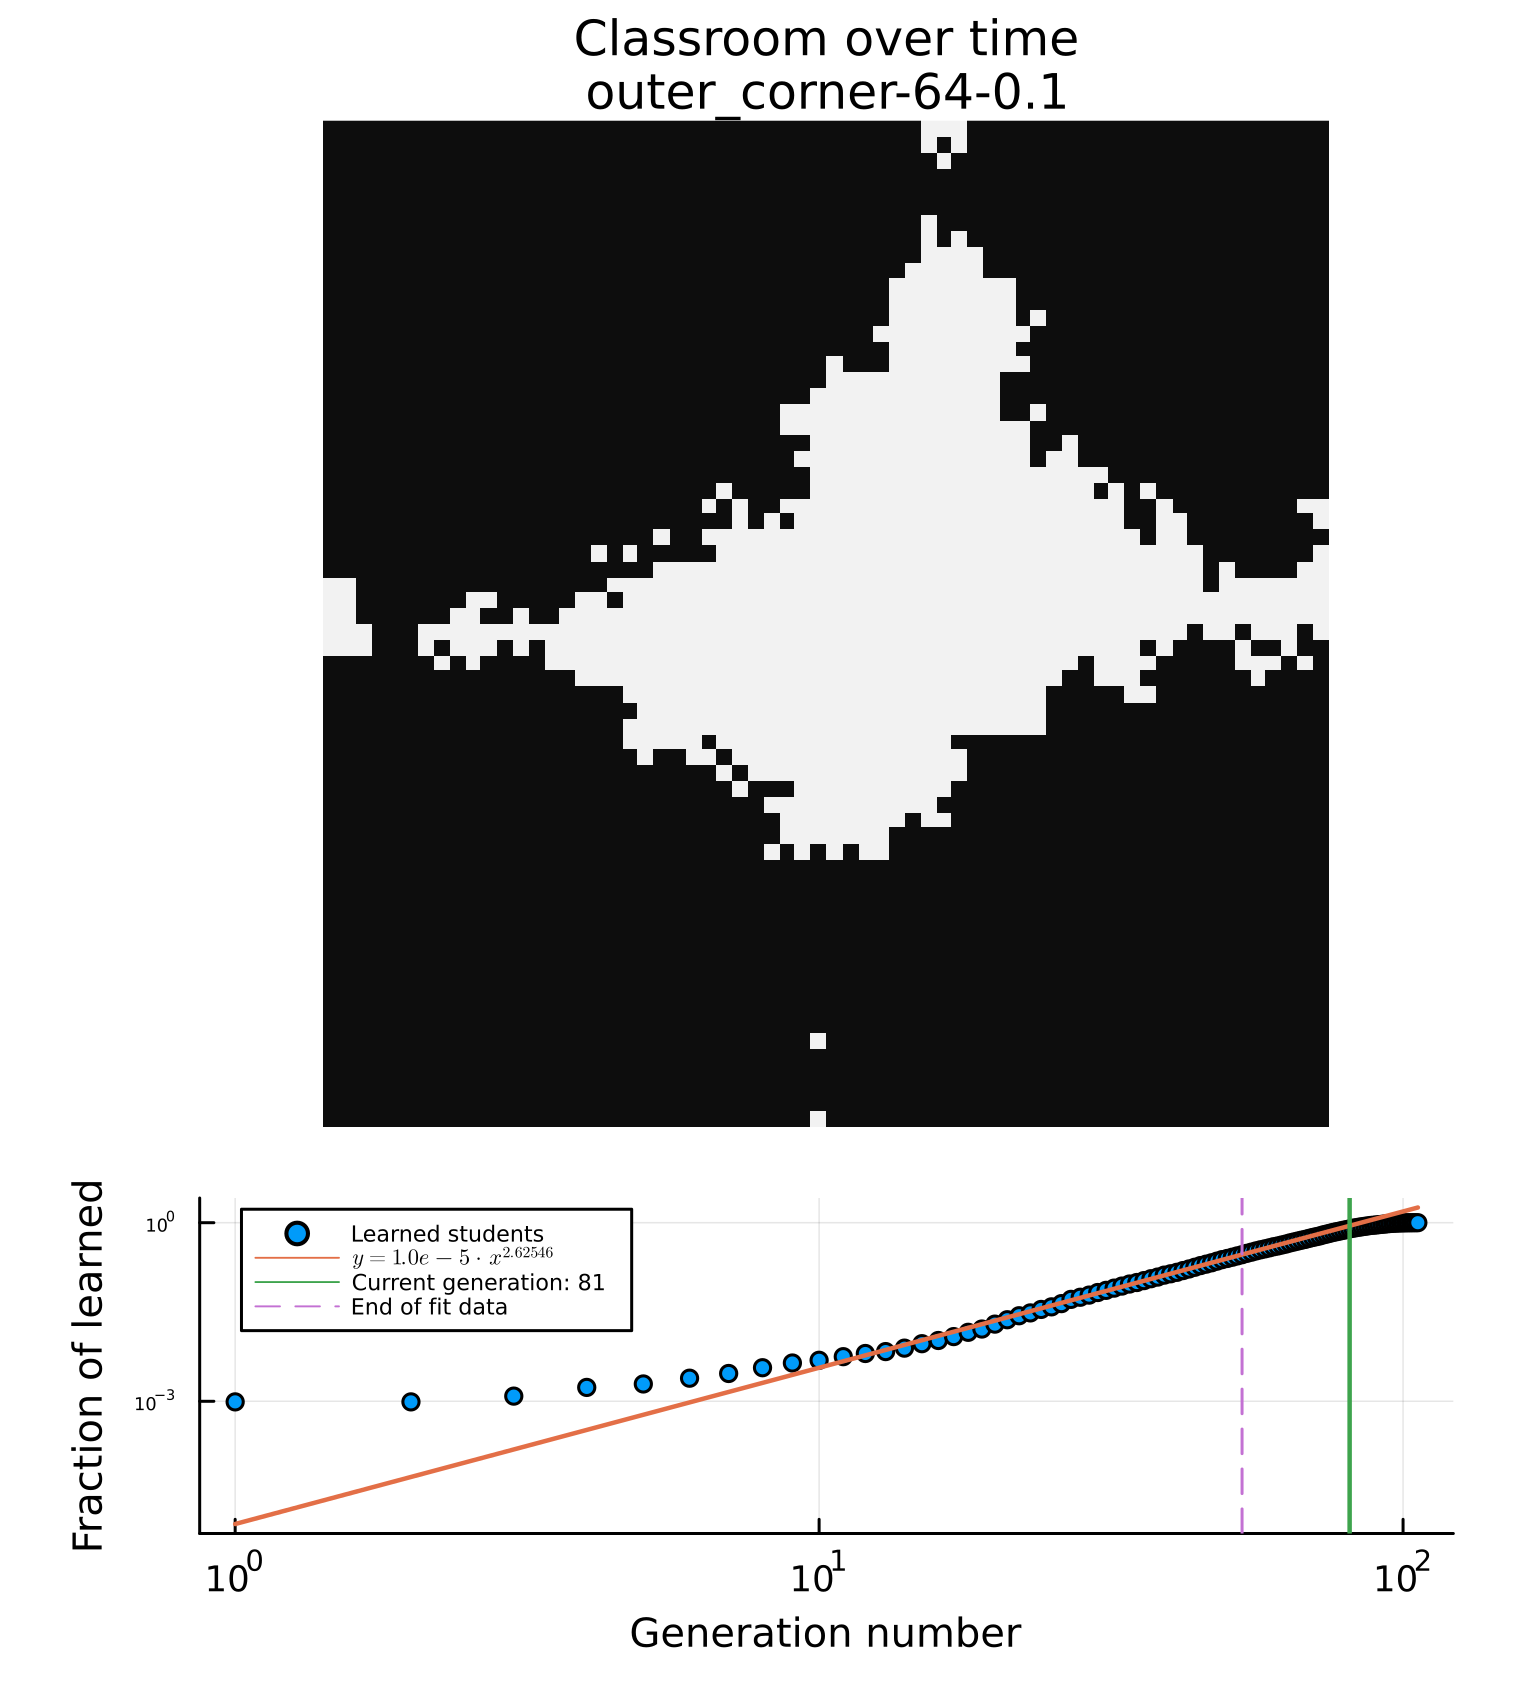 Classroom over time
outer_corner-64-0.1
Fraction of learned
10^0
10^−3
Learned students
y = 1.0e − 5 · x^2.62546
Current generation: 81
End of fit data
10^0
10^1
10^2
Generation number